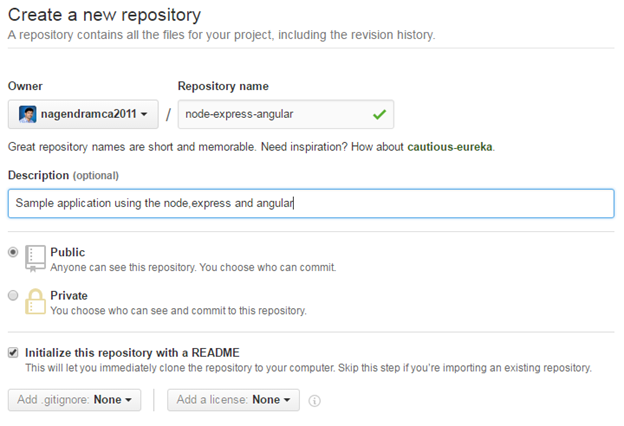 Create a new repository
A repository contains all the files for your project, including the revision history.
Owner Repository name
nagendramca2011 / node-express-angular
Great repository names are short and memorable. Need inspiration? How about cautious-eureka.
Description (optional)
Sample application using the node,express and angular
Public
Anyone can see this repository. You choose who can commit.
Private
You choose who can see and commit to this repository.
Initialize this repository with a README
This will let you immediately clone the repository to your computer. Skip this step if you're importing an existing repository.
Add .gitignore: None Add a license: None